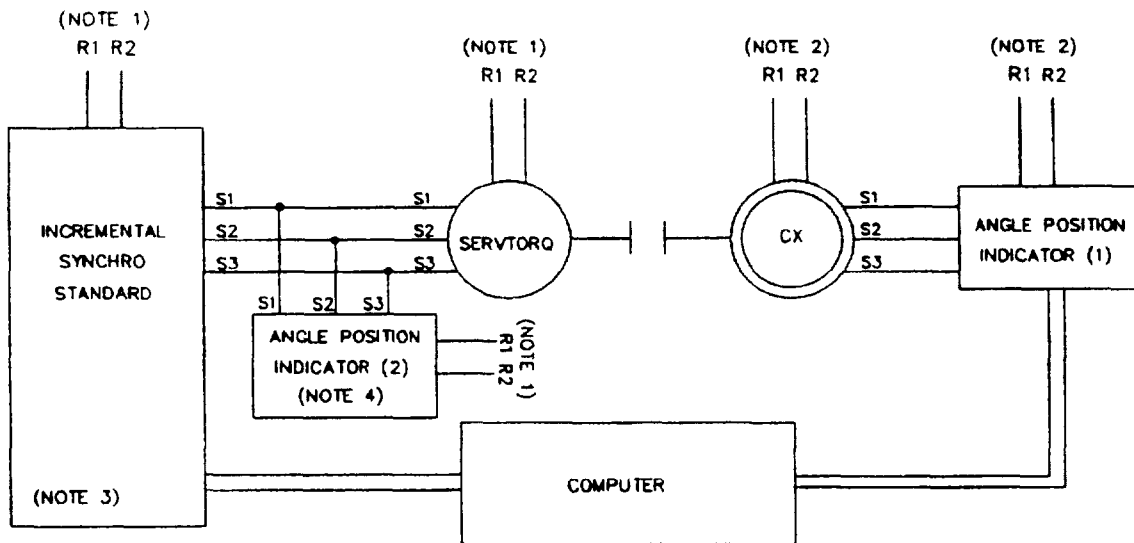 (NOTE 1)
R1 R2
(NOTE 1)
R1 R2
(NOTE 2)
R1 R2
(NOTE 2)
R1 R2
INCREMENTAL
SYNCHRO
STANDARD
(NOTE 3)
S1
S2
S3
S1
S2
S3
SERVTORQ
CX
S1
S2
S3
ANGLE POSITION
INDICATOR (1)
S1
S2
S3
ANGLE POSITION
INDICATOR (2)
(NOTE 4)
(NOTE 1)
R1 R2
COMPUTER